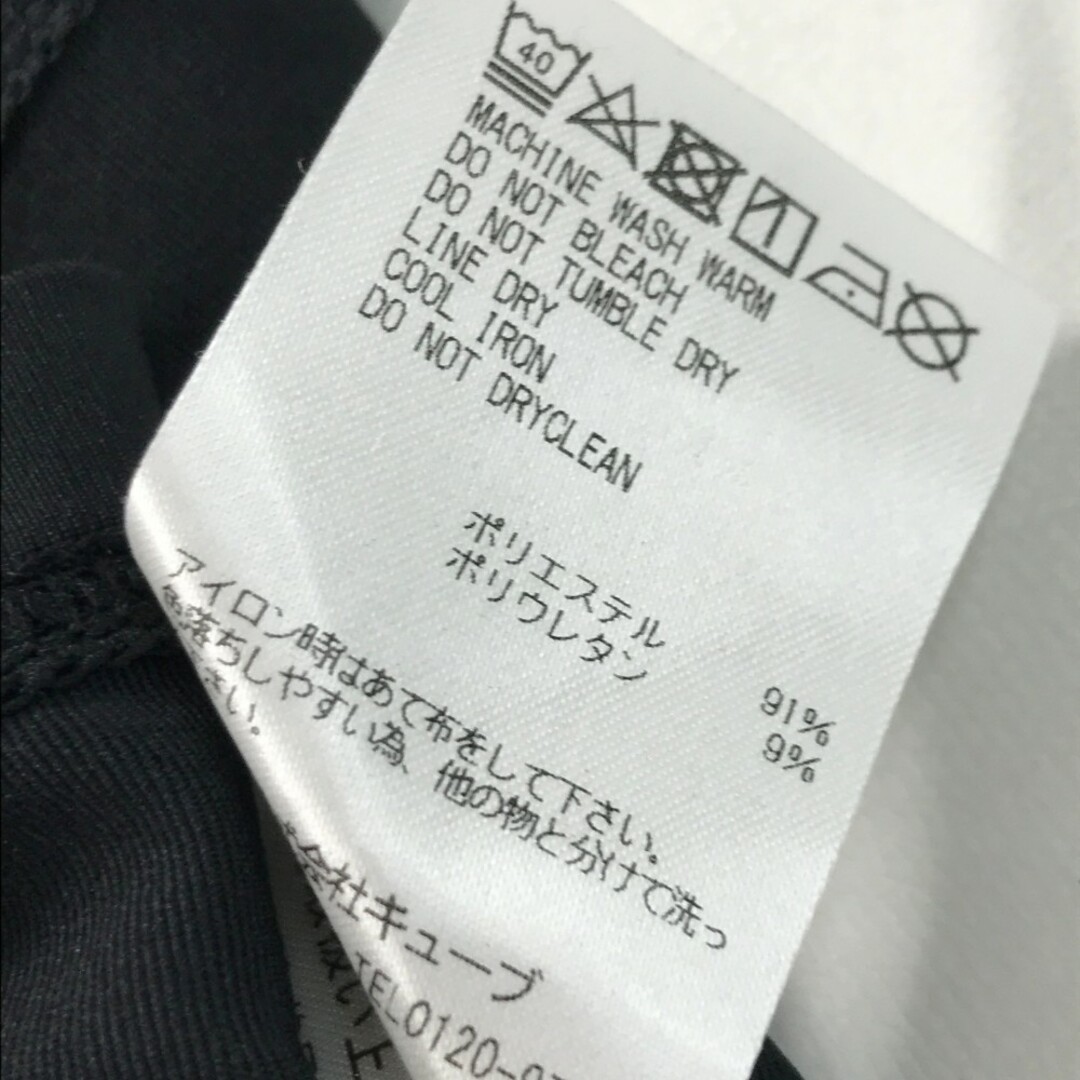 40
MACHINE WASH WARM
DO NOT BLEACH
DO NOT TUMBLE DRY
LINE DRY
COOL IRON
DO NOT DRYCLEAN
ポリエステル 91%
ポリウレタン 9%
アイロン時はあて布をして下さい。
色落ちしやすい為、他の物と分けて洗っ
さい。
会社キューブ
TEL0120-